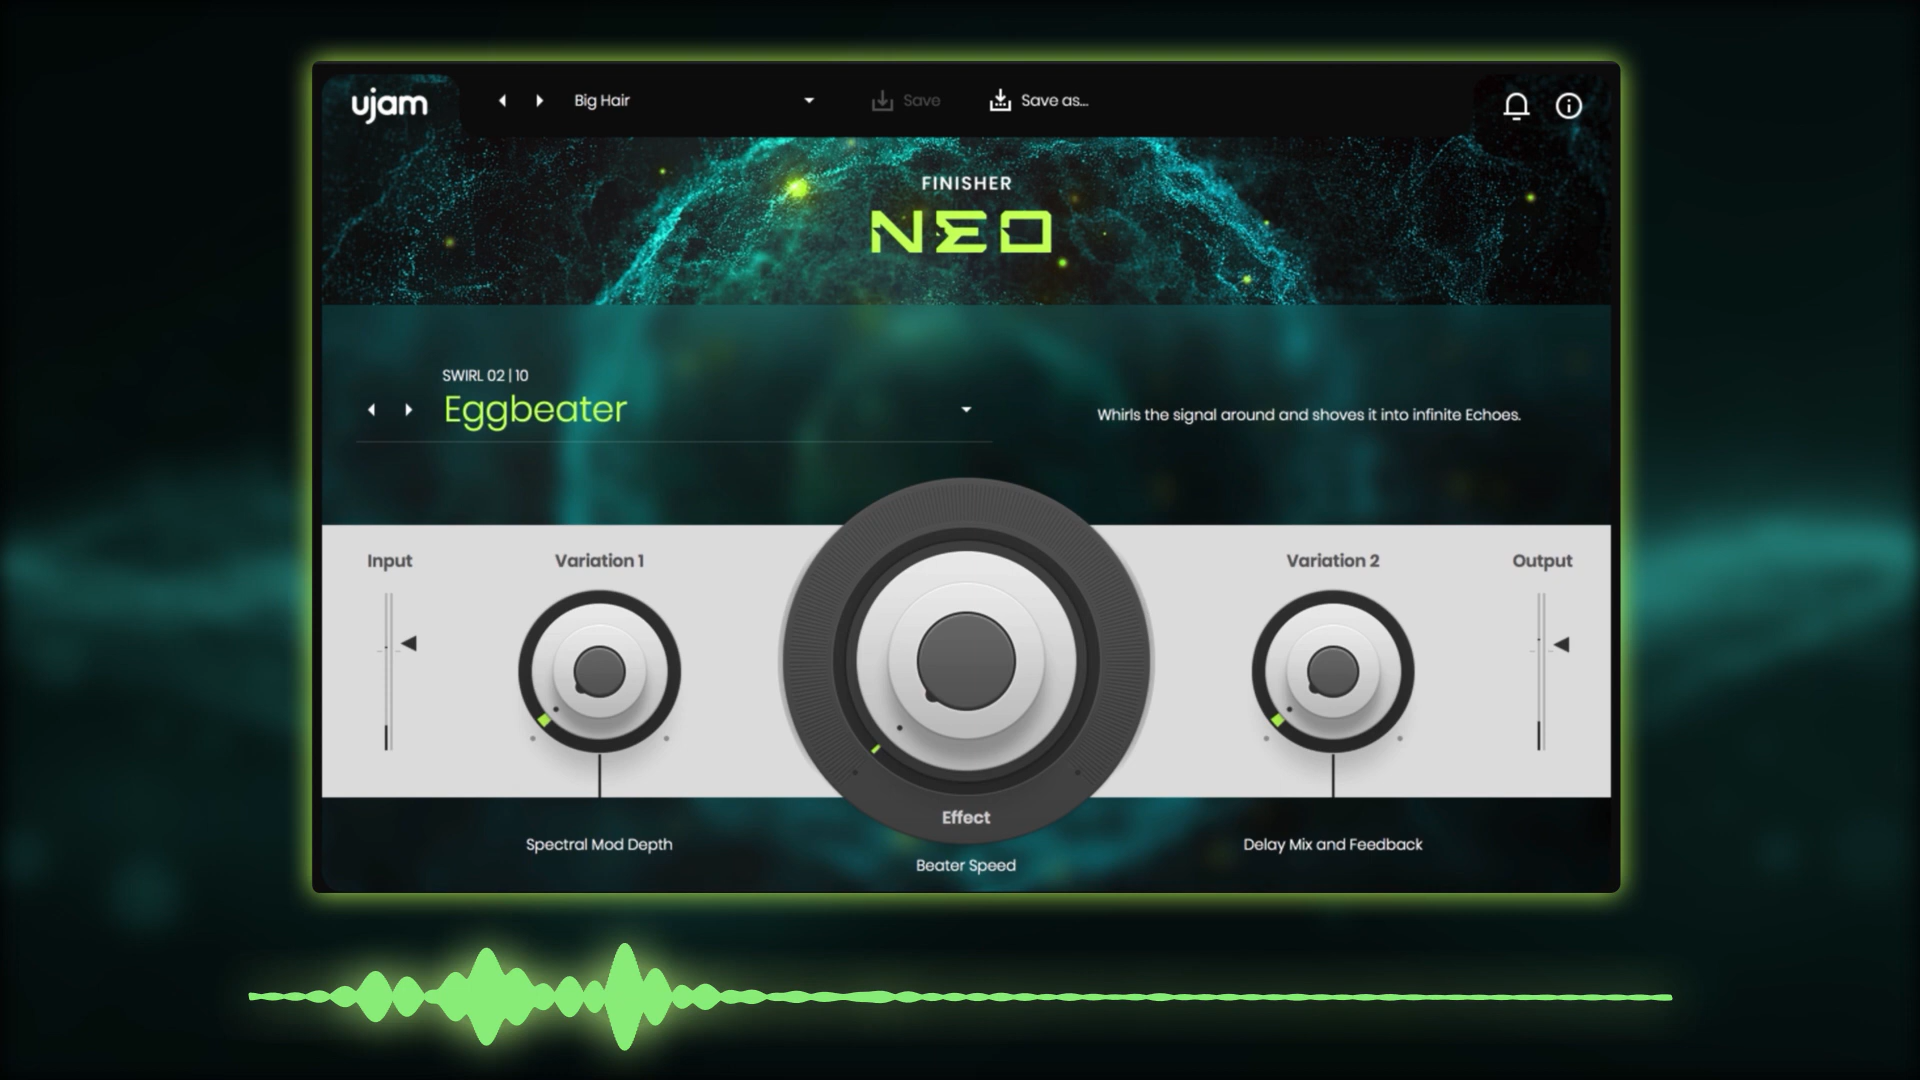 ujam
Big Hair
Save
Save as...
FINISHER
NEO
SWIRL 02 | 10
Eggbeater
Whirls the signal around and shoves it into infinite Echoes.
Input
Variation 1
Variation 2
Output
Effect
Spectral Mod Depth
Beater Speed
Delay Mix and Feedback